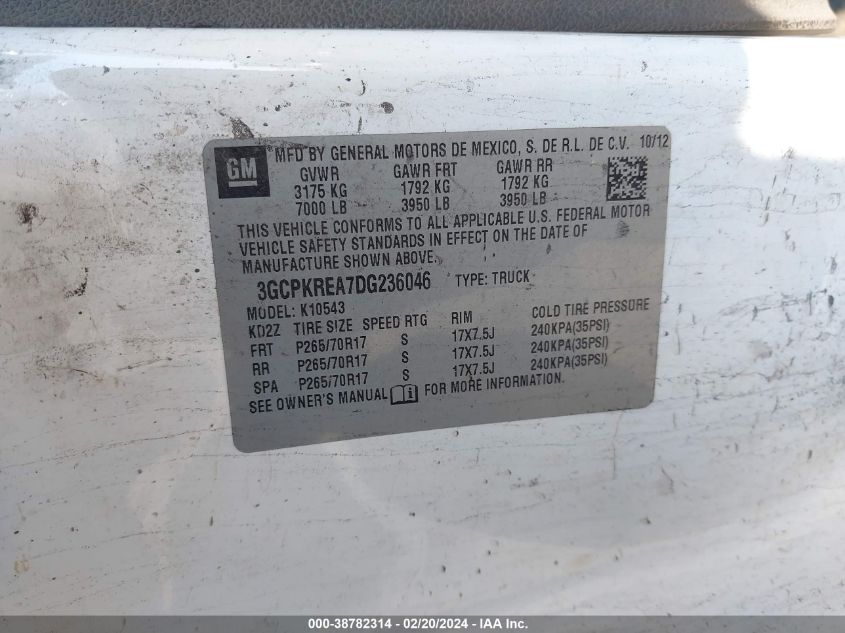 GM
MFD BY GENERAL MOTORS DE MEXICO, S. DE R.L. DE C.V. 10/12
GVWR GAWR FRT GAWR RR
3175 KG 1792 KG 1792 KG
7000 LB 3950 LB 3950 LB
THIS VEHICLE CONFORMS TO ALL APPLICABLE U.S. FEDERAL MOTOR
VEHICLE SAFETY STANDARDS IN EFFECT ON THE DATE OF
MANUFACTURE SHOWN ABOVE.
3GCPKREA7DG236046 TYPE: TRUCK
MODEL: K10543
KD2Z TIRE SIZE SPEED RTG RIM COLD TIRE PRESSURE
FRT P265/70R17 S 17X7.5J 240KPA(35PSI)
RR P265/70R17 S 17X7.5J 240KPA(35PSI)
SPA P265/70R17 S 17X7.5J 240KPA(35PSI)
SEE OWNER'S MANUAL i FOR MORE INFORMATION.
000-38782314 - 02/20/2024 - IAA Inc.